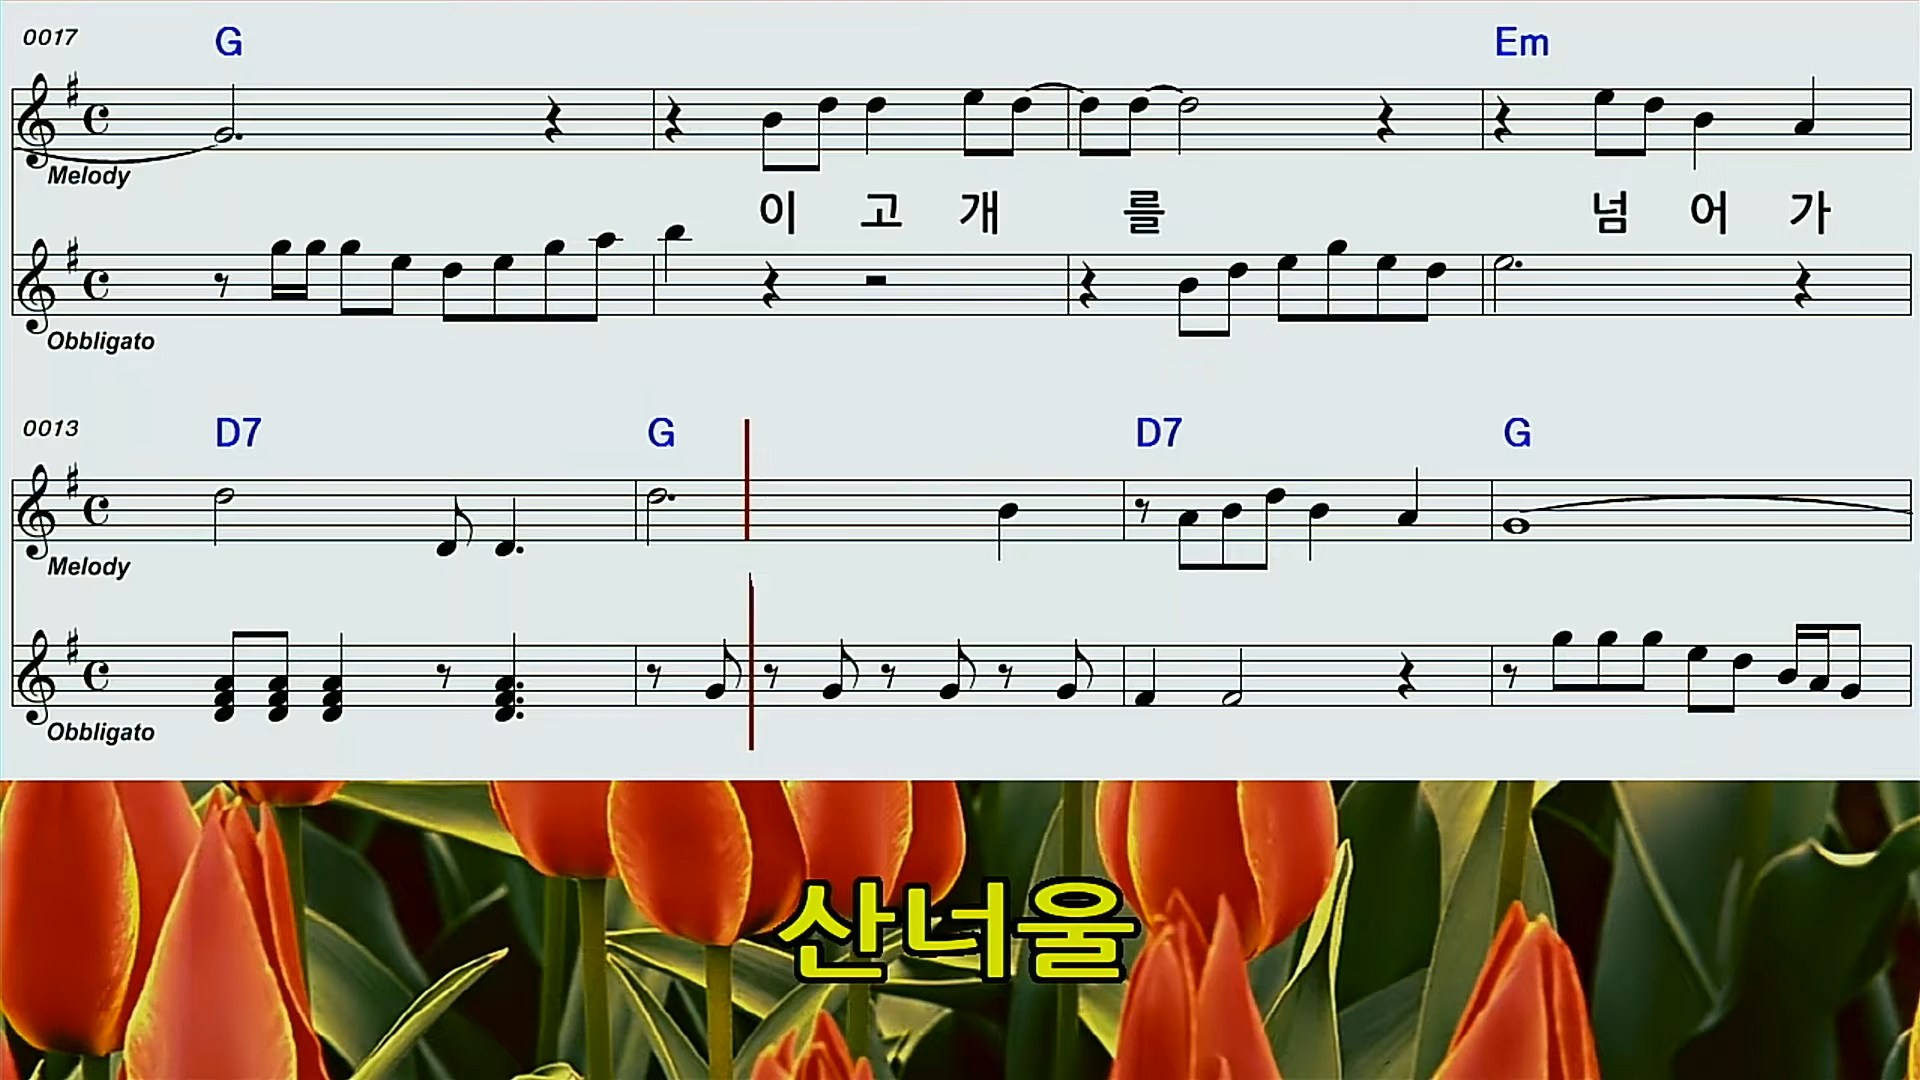 0017
G Em
Melody
이 고 개 를 넘 어 가
Obbligato
0013
D7 G D7 G
Melody
Obbligato
산너울